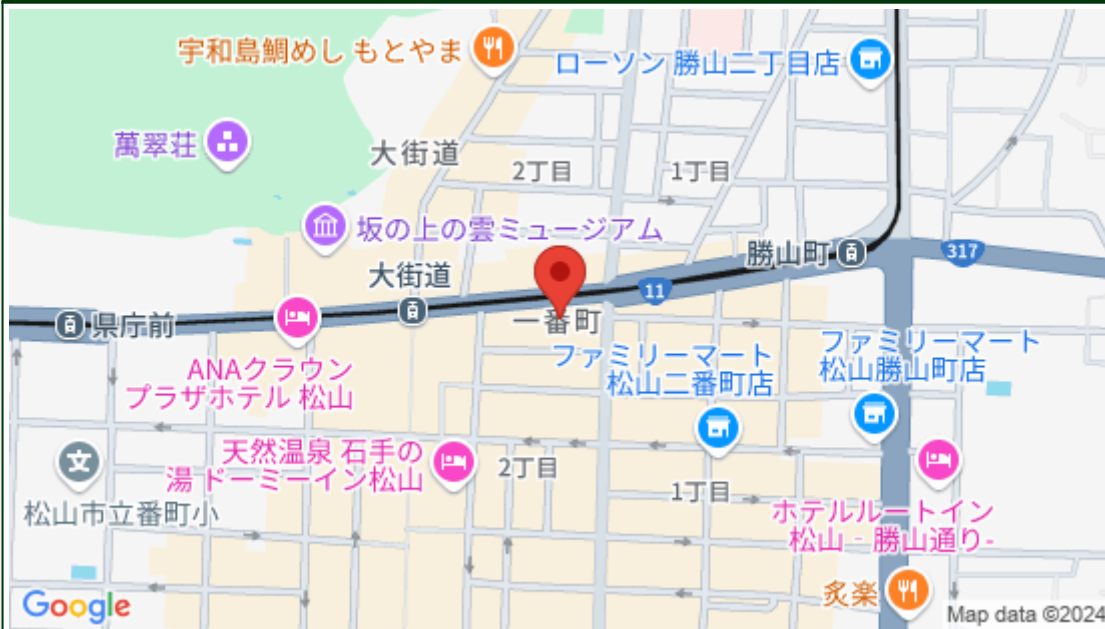 宇和島鯛めし もとやま
ローソン 勝山二丁目店
萬翠荘
大街道
2丁目
1丁目
坂の上の雲ミュージアム
勝山町
317
大街道
11
県庁前
一番町
ファミリーマート
松山二番町店
ファミリーマート
松山勝山町店
ANAクラウン
プラザホテル 松山
天然温泉 石手の
湯 ドーミーイン松山
2丁目
1丁目
文
松山市立番町小
ホテルルートイン
松山‐勝山通り-
炙楽
Google
Map data ©2024